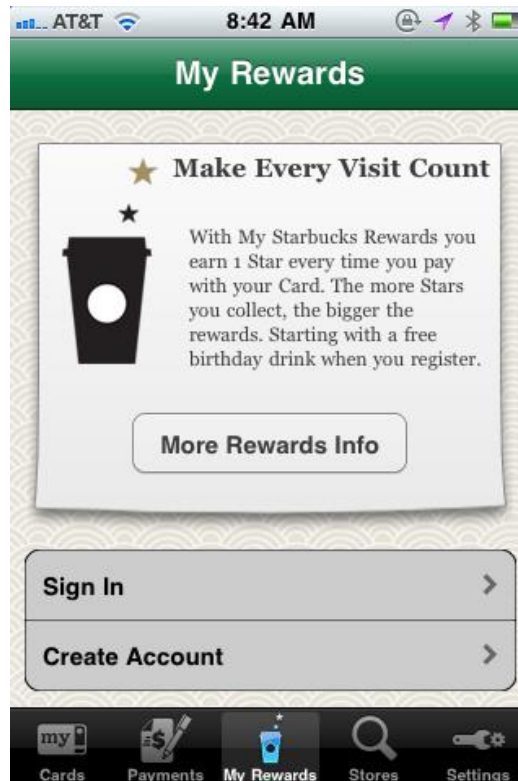 AT&T 8:42 AM
My Rewards
Make Every Visit Count
With My Starbucks Rewards you
earn 1 Star every time you pay
with your Card. The more Stars
you collect, the bigger the
rewards. Starting with a free
birthday drink when you register.
More Rewards Info
Sign In
Create Account
my
Cards Payments My Rewards Stores Settings